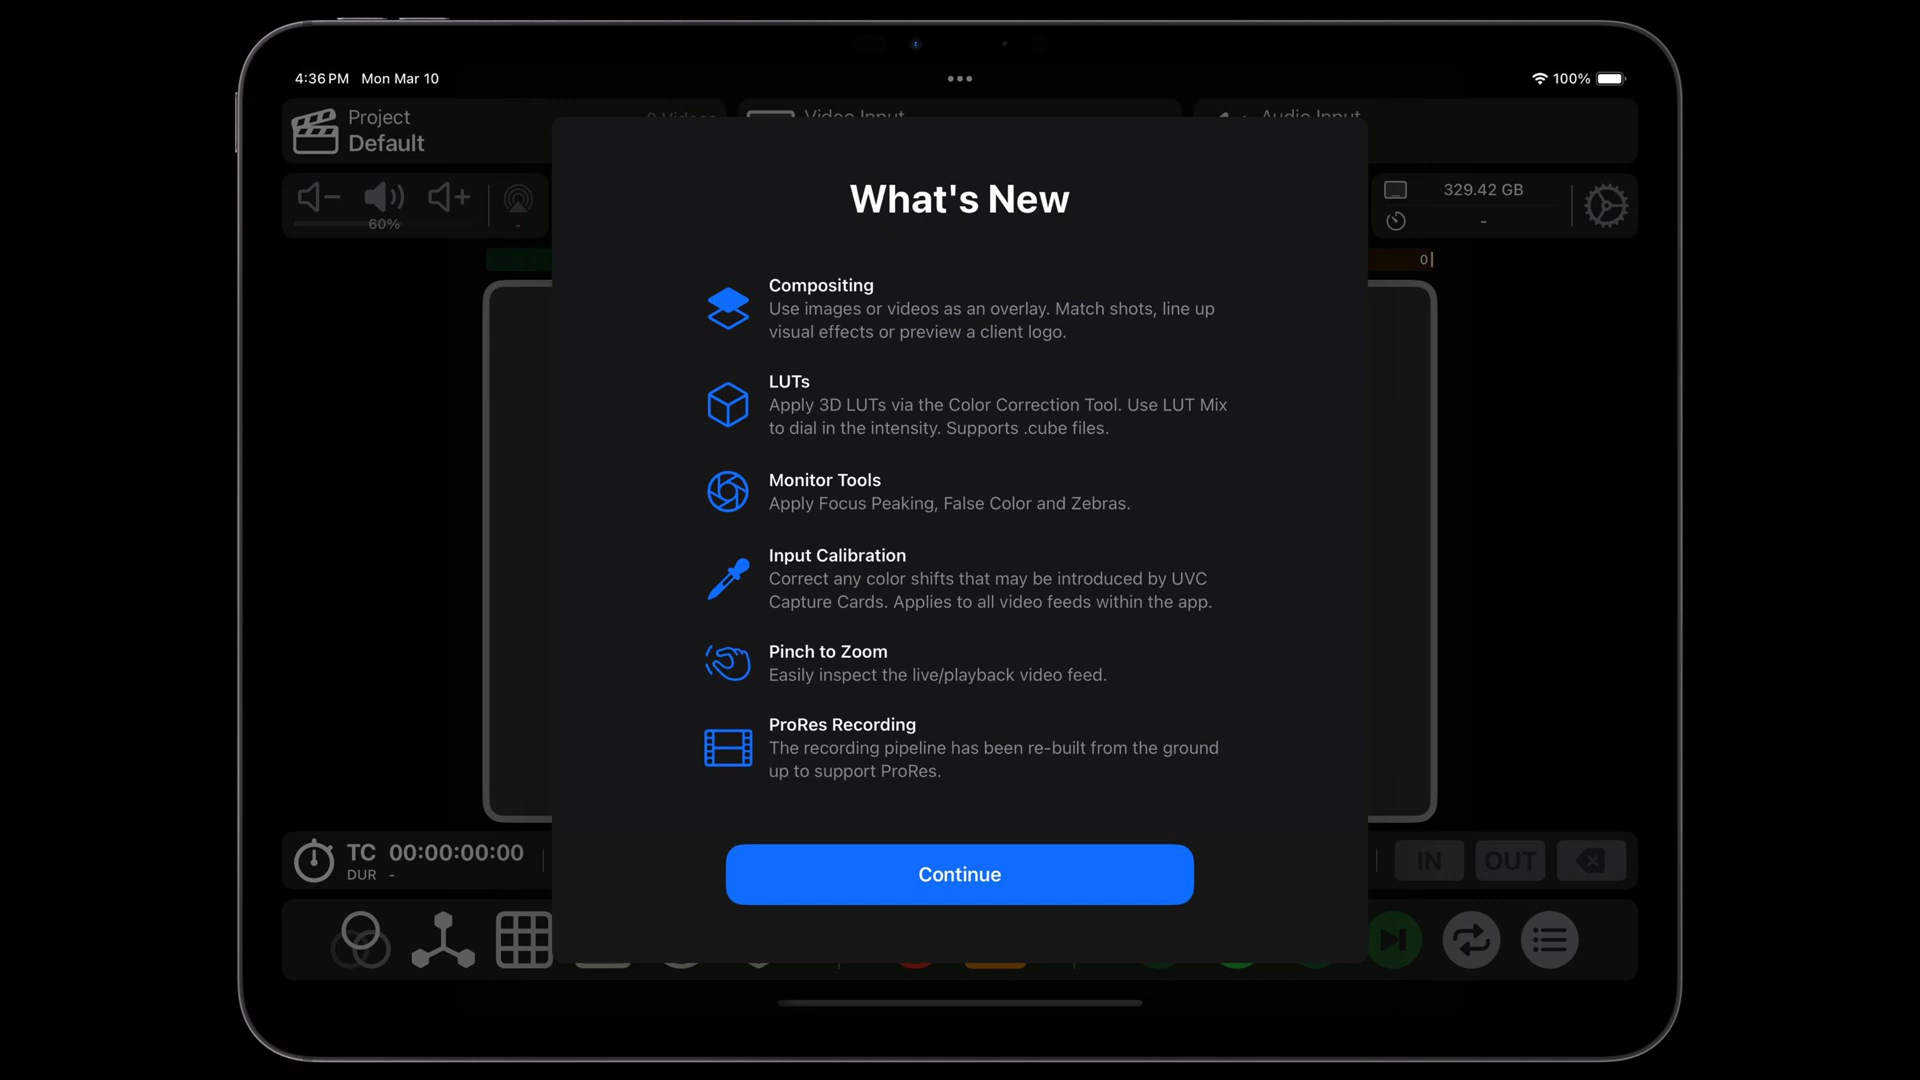 4:36 PM Mon Mar 10
100%
Project
Default
0 Videos
Video Input
Audio Input
60%
-
329.42 GB
-
0
What's New
Compositing
Use images or videos as an overlay. Match shots, line up
visual effects or preview a client logo.
LUTs
Apply 3D LUTs via the Color Correction Tool. Use LUT Mix
to dial in the intensity. Supports .cube files.
Monitor Tools
Apply Focus Peaking, False Color and Zebras.
Input Calibration
Correct any color shifts that may be introduced by UVC
Capture Cards. Applies to all video feeds within the app.
Pinch to Zoom
Easily inspect the live/playback video feed.
ProRes Recording
The recording pipeline has been re-built from the ground
up to support ProRes.
Continue
TC 00:00:00:00
DUR -
IN OUT